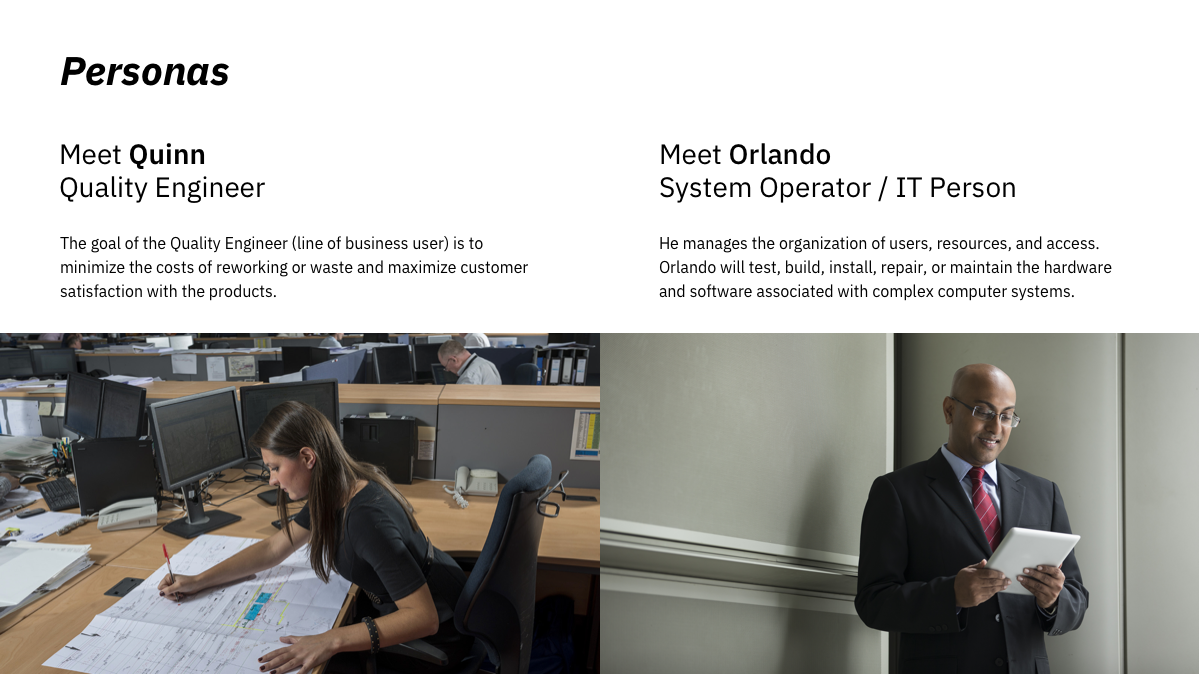 Personas
Meet Quinn
Quality Engineer
The goal of the Quality Engineer (line of business user) is to
minimize the costs of reworking or waste and maximize customer
satisfaction with the products.
Meet Orlando
System Operator / IT Person
He manages the organization of users, resources, and access.
Orlando will test, build, install, repair, or maintain the hardware
and software associated with complex computer systems.